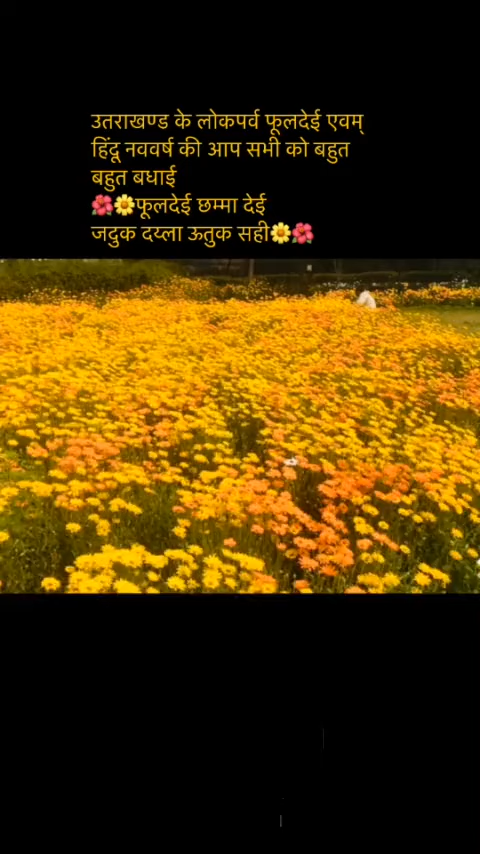 उतराखण्ड के लोकपर्व फूलदेई एवम्
हिंदू नववर्ष की आप सभी को बहुत
बहुत बधाई
🌺🌼फूलदेई छम्मा देई
जदुक दय्ला ऊतुक सही🌼🌺